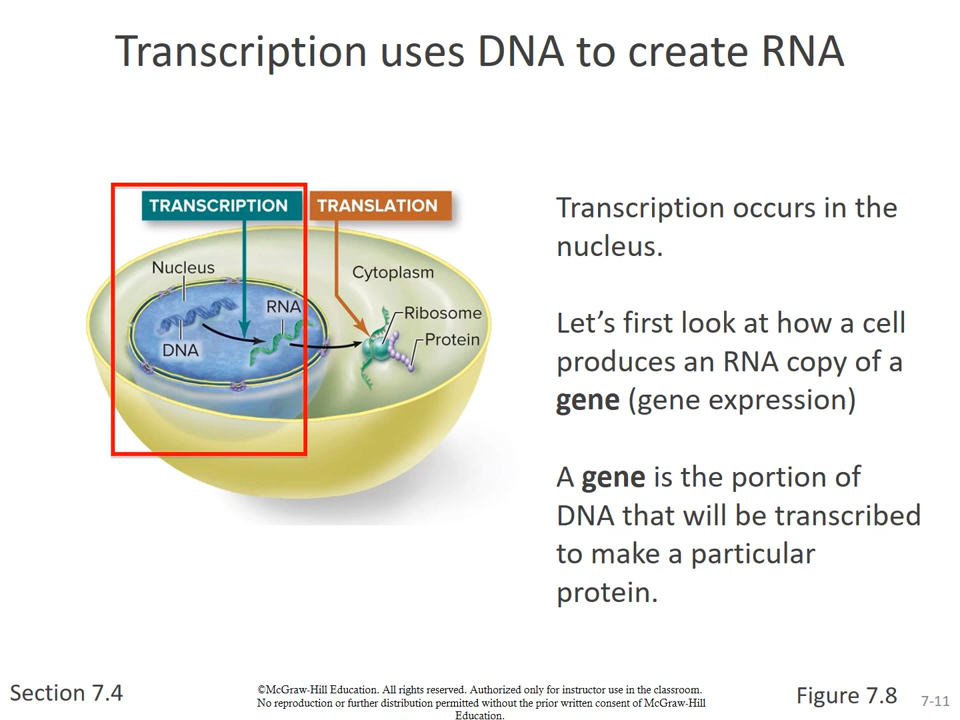 Transcription uses DNA to create RNA
TRANSCRIPTION
TRANSLATION
Nucleus
Cytoplasm
RNA
Ribosome
DNA
Protein
Transcription occurs in the
nucleus.
Let’s first look at how a cell
produces an RNA copy of a
gene (gene expression)
A gene is the portion of
DNA that will be transcribed
to make a particular
protein.
Section 7.4
©McGraw-Hill Education. All rights reserved. Authorized only for instructor use in the classroom.
No reproduction or further distribution permitted without the prior written consent of McGraw-Hill
Education.
Figure 7.8
7-11